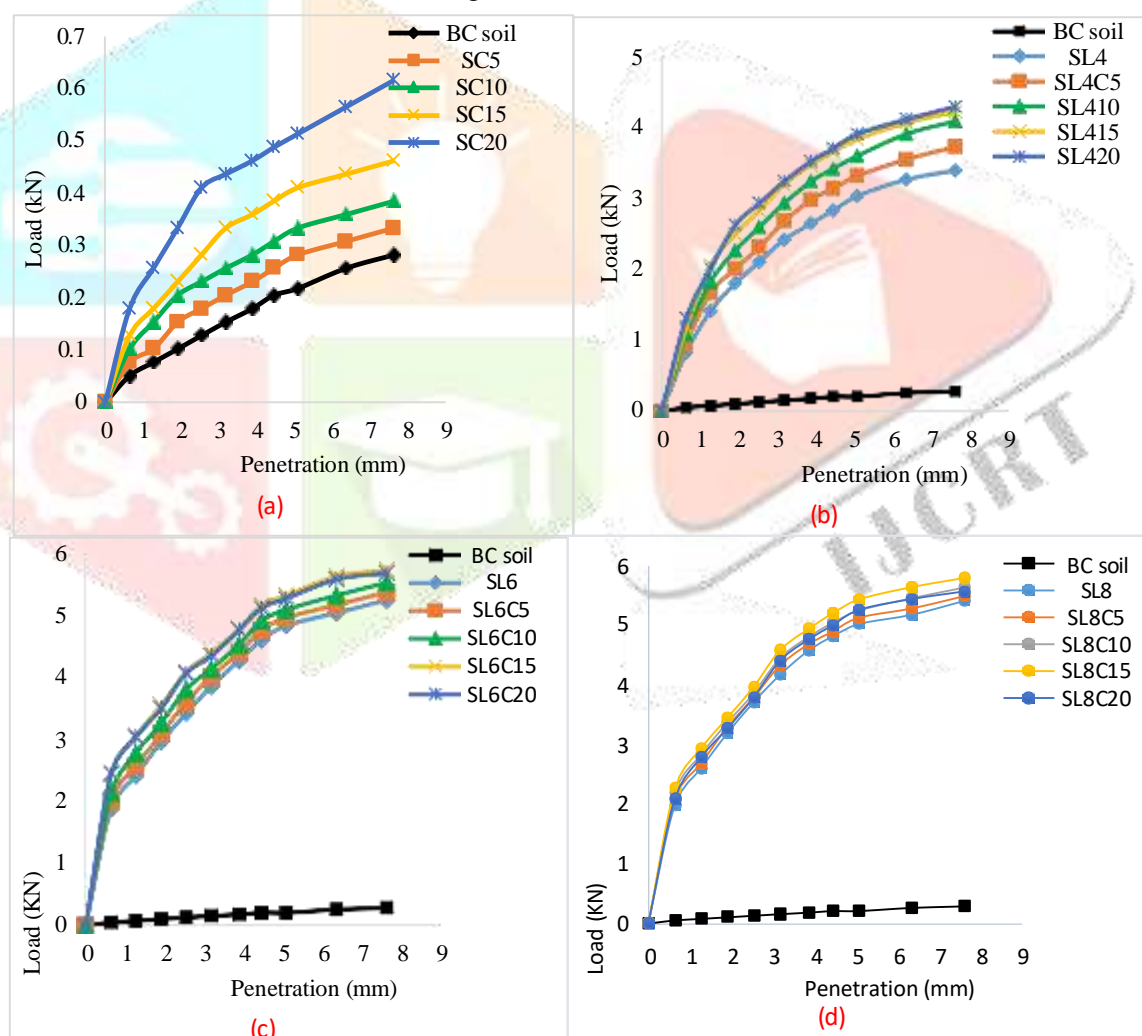 0.7
0.6
0.5
0.4
0.3
0.2
0.1
0
Load (kN)
0 1 2 3 4 5 6 7 8 9
Penetration (mm)
BC soil
SC5
SC10
SC15
SC20
(a)
5
4
3
2
1
0
Load (kN)
0 1 2 3 4 5 6 7 8 9
Penetration (mm)
BC soil
SL4
SL4C5
SL410
SL415
SL420
(b)
IJCRT
6
5
4
3
2
1
0
Load (KN)
0 1 2 3 4 5 6 7 8 9
Penetration (mm)
BC soil
SL6
SL6C5
SL6C10
SL6C15
SL6C20
(c)
6
5
4
3
2
1
0
Load (KN)
0 1 2 3 4 5 6 7 8 9
Penetration (mm)
BC soil
SL8
SL8C5
SL8C10
SL8C15
SL8C20
(d)